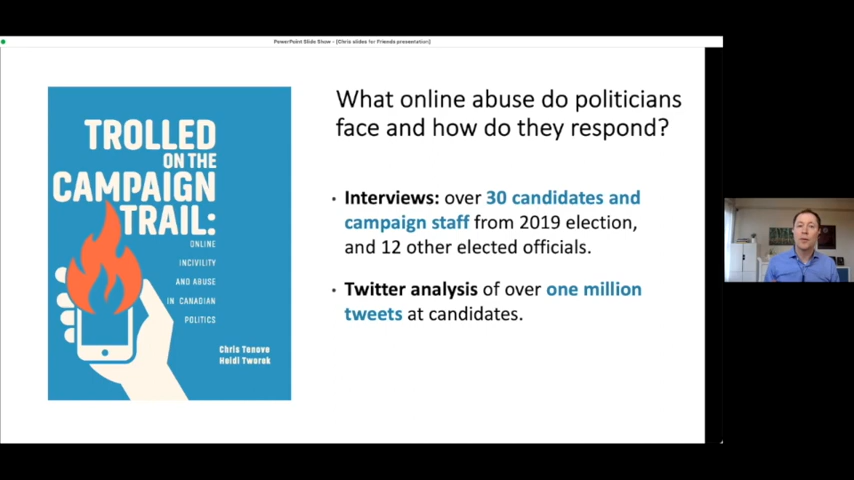 PowerPoint Slide Show - [Chris slides for Friends presentation]
TROLLED
ON THE
CAMPAIGN
TRAIL:
ONLINE
INCIVILITY
AND ABUSE
IN CANADIAN
POLITICS
Chris Tenove
Heidi Tworek
What online abuse do politicians
face and how do they respond?
• Interviews: over 30 candidates and
campaign staff from 2019 election,
and 12 other elected officials.
• Twitter analysis of over one million
tweets at candidates.